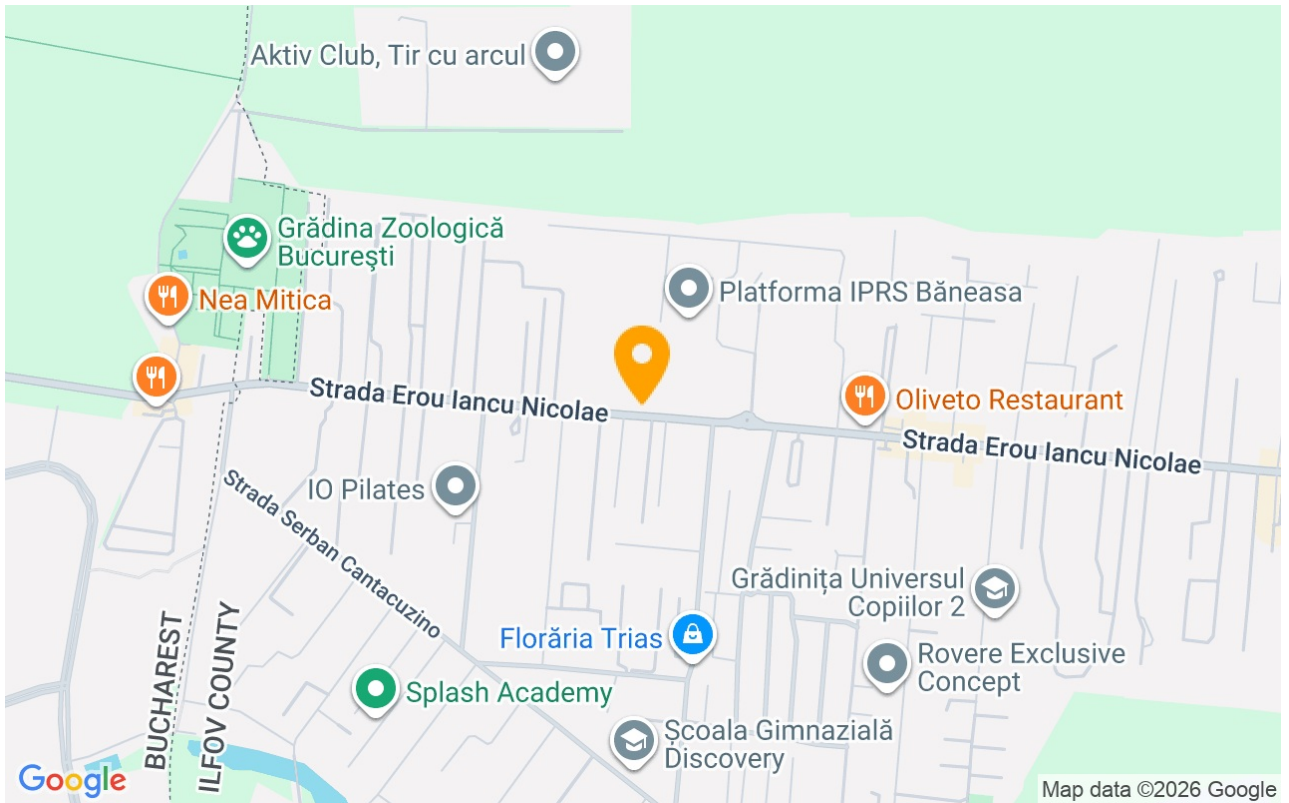 Aktiv Club, Tir cu arcul
Grădina Zoologică
București
Nea Mitica
Platforma IPRS Băneasa
Strada Erou Iancu Nicolae
Oliveto Restaurant
Strada Erou Iancu Nicolae
IO Pilates
Strada Serban Cantacuzino
Grădinița Universul
Copiilor 2
Florăria Trias
Rovere Exclusive
Concept
Splash Academy
Școala Gimnazială
Discovery
BUCHAREST
ILFOV COUNTY
Google
Map data ©2026 Google